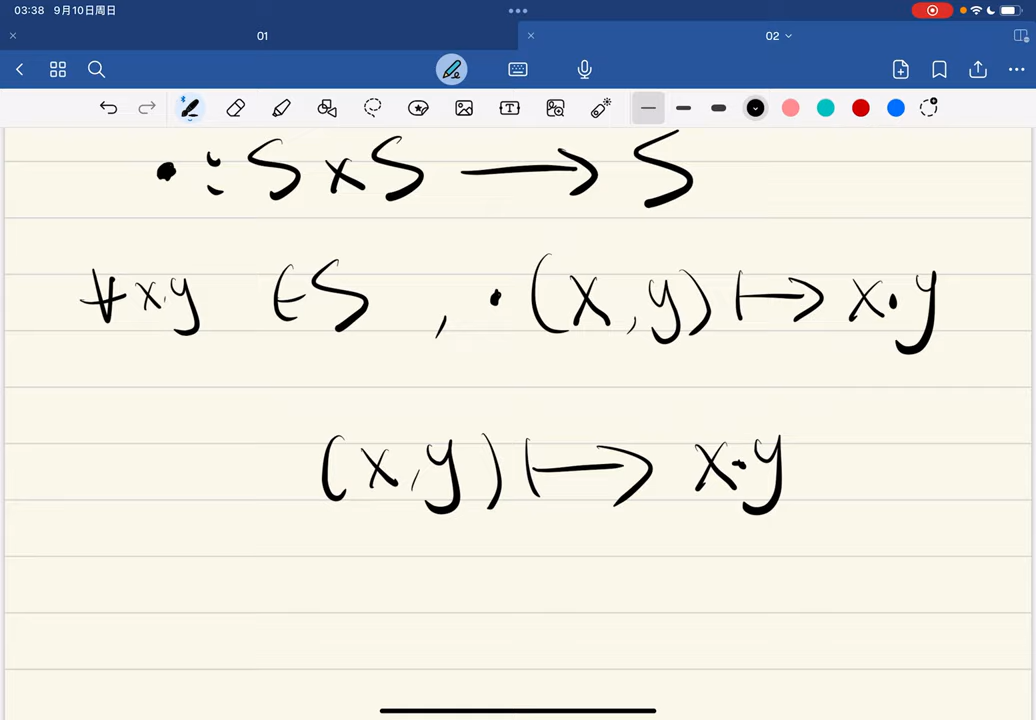 03:38 9月10日周日
01
02
• : S × S ⟶ S
∀x,y ∈ S , •(x,y) ⟼ x•y
(x,y) ⟼ x•y